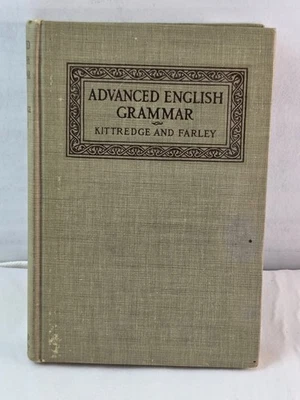 ADVANCED ENGLISH
GRAMMAR
KITTREDGE AND FARLEY